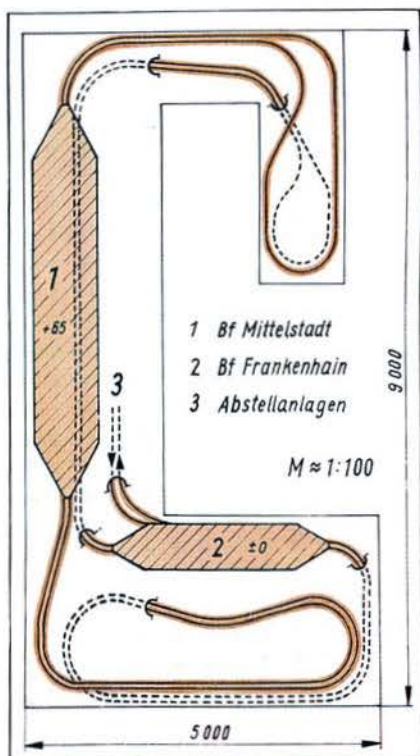 1
+65
3
1 Bf Mittelstadt
2 Bf Frankenhain
3 Abstellanlagen
M ≈ 1:100
9000
2 ±0
5000